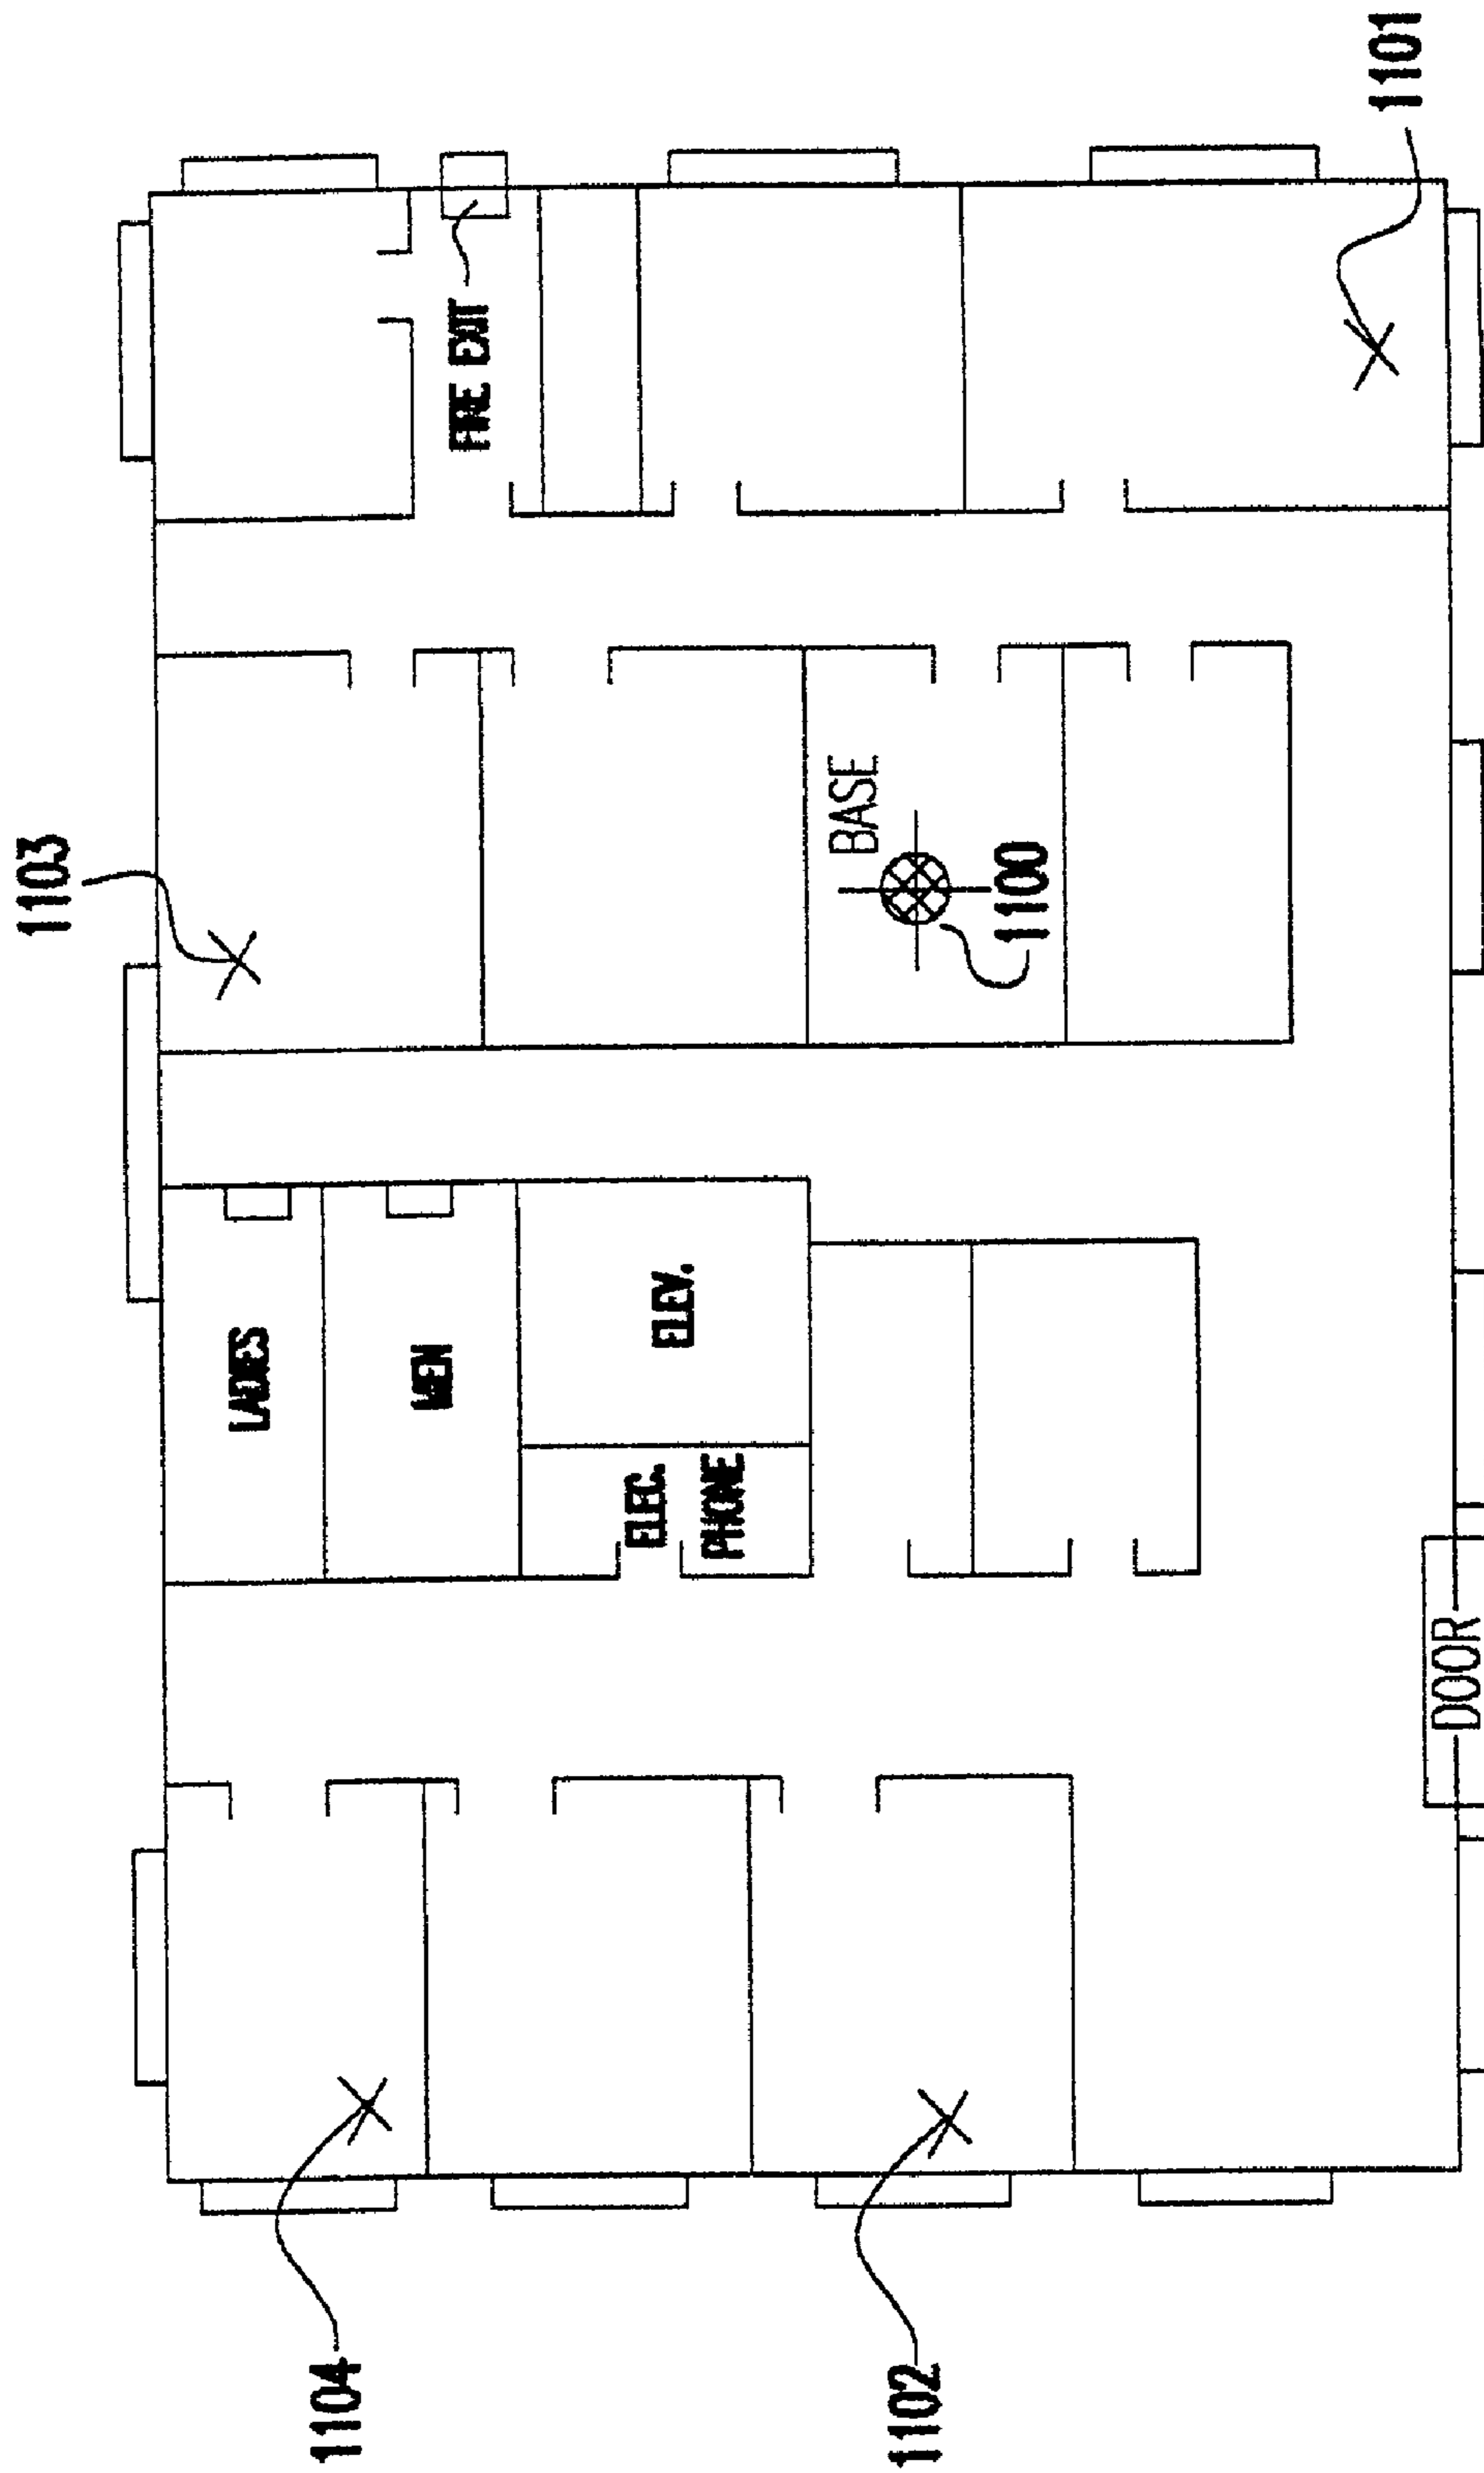 1103
LADIES
1104
MEN
FIRE EXIT
ELEC.
ELEV.
PHONE
BASE
1102
1100
1101
DOOR